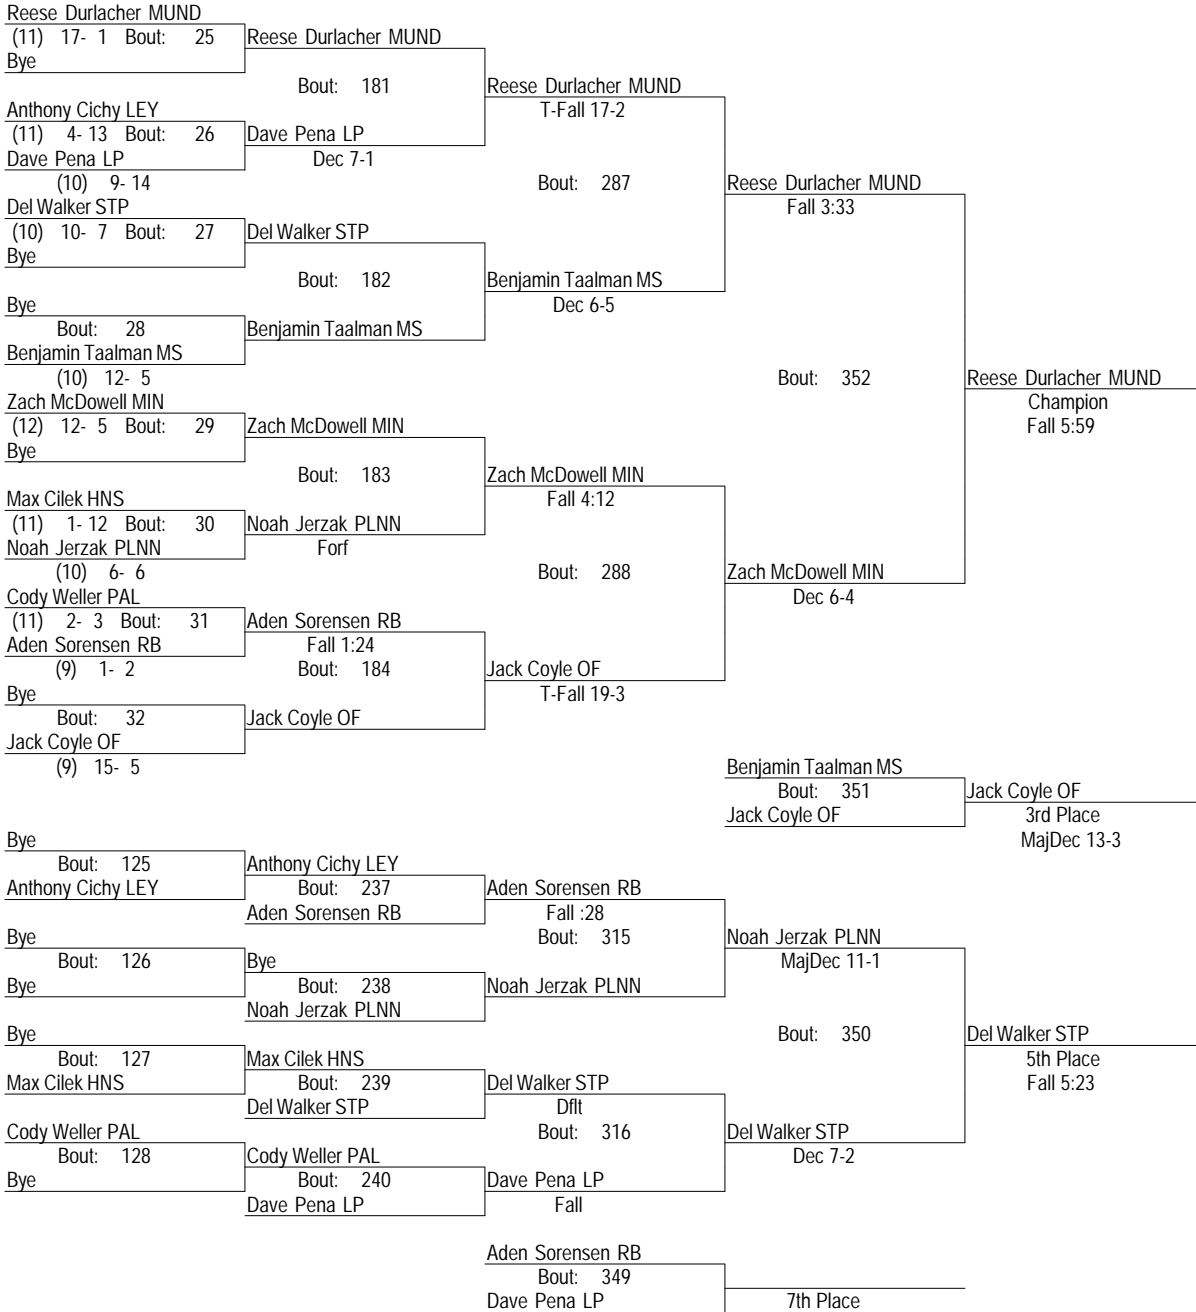 Reese Durlacher MUND
(11) 17- 1 Bout: 25
Bye
Anthony Cichy LEY
(11) 4- 13 Bout: 26
Dave Pena LP
(10) 9- 14
Del Walker STP
(10) 10- 7 Bout: 27
Bye
Bye
Bout: 28
Benjamin Taalman MS
(10) 12- 5
Zach McDowell MIN
(12) 12- 5 Bout: 29
Bye
Max Cilek HNS
(11) 1- 12 Bout: 30
Noah Jerzak PLNN
(10) 6- 6
Cody Weller PAL
(11) 2- 3 Bout: 31
Aden Sorensen RB
(9) 1- 2
Bye
Bout: 32
Jack Coyle OF
(9) 15- 5
Reese Durlacher MUND
Bout: 181
Dave Pena LP
Dec 7-1
Del Walker STP
Bout: 182
Benjamin Taalman MS
Zach McDowell MIN
Bout: 183
Noah Jerzak PLNN
Forf
Aden Sorensen RB
Fall 1:24
Bout: 184
Jack Coyle OF
Reese Durlacher MUND
T-Fall 17-2
Bout: 287
Benjamin Taalman MS
Dec 6-5
Zach McDowell MIN
Fall 4:12
Bout: 288
Jack Coyle OF
T-Fall 19-3
Reese Durlacher MUND
Fall 3:33
Bout: 352
Zach McDowell MIN
Dec 6-4
Reese Durlacher MUND
Champion
Fall 5:59
Benjamin Taalman MS
Bout: 351
Jack Coyle OF
Jack Coyle OF
3rd Place
MajDec 13-3
Bye
Bout: 125
Anthony Cichy LEY
Bye
Bout: 126
Bye
Bye
Bout: 127
Max Cilek HNS
Cody Weller PAL
Bout: 128
Bye
Anthony Cichy LEY
Bout: 237
Aden Sorensen RB
Bye
Bout: 238
Noah Jerzak PLNN
Max Cilek HNS
Bout: 239
Del Walker STP
Cody Weller PAL
Bout: 240
Dave Pena LP
Aden Sorensen RB
Fall :28
Bout: 315
Noah Jerzak PLNN
Del Walker STP
Dflt
Bout: 316
Dave Pena LP
Fall
Noah Jerzak PLNN
MajDec 11-1
Bout: 350
Del Walker STP
Dec 7-2
Del Walker STP
5th Place
Fall 5:23
Aden Sorensen RB
Bout: 349
Dave Pena LP
7th Place